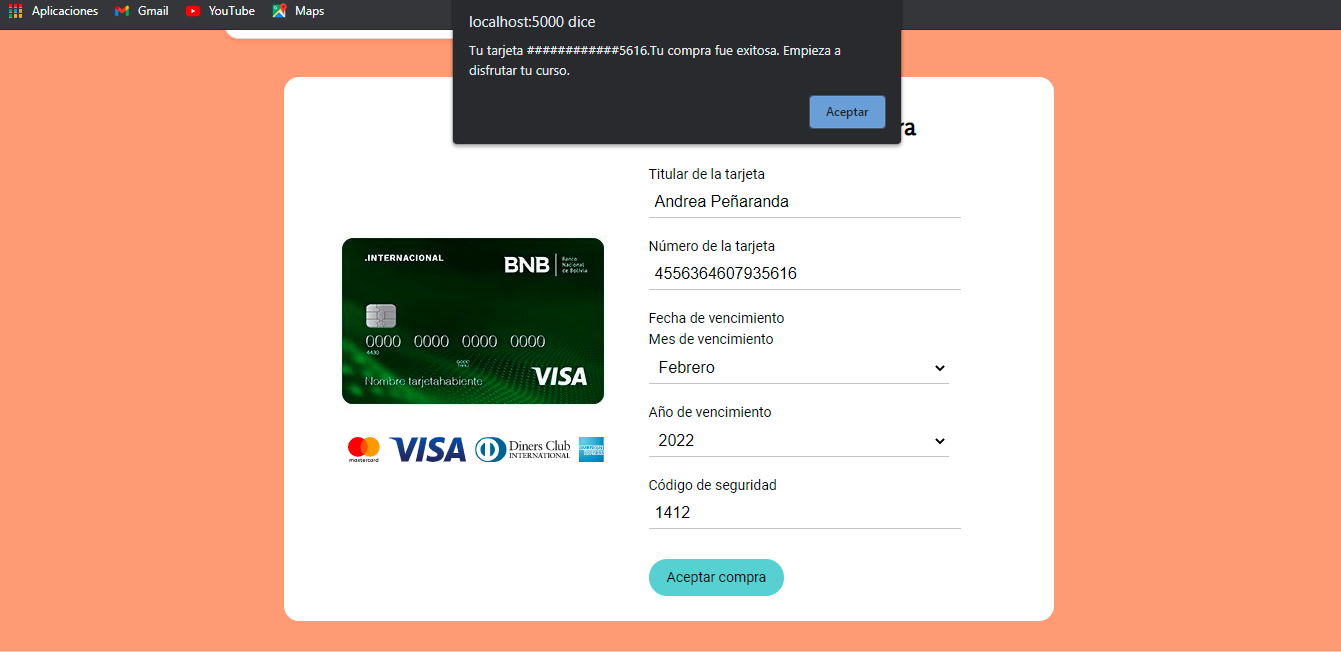 Aplicaciones
Gmail
YouTube
Maps
localhost:5000 dice
Tu tarjeta ############5616.Tu compra fue exitosa. Empieza a
disfrutar tu curso.
Aceptar
ra
.INTERNACIONAL
BNB
Banco
Nacional
de Bolivia
0000 0000 0000 0000
4430
GOOD
THRU
Nombre tarjetahabiente
VISA
mastercard
VISA
Diners Club
INTERNATIONAL
AMERICAN
EXPRESS
Titular de la tarjeta
Andrea Peñaranda
Número de la tarjeta
4556364607935616
Fecha de vencimiento
Mes de vencimiento
Febrero
Año de vencimiento
2022
Código de seguridad
1412
Aceptar compra